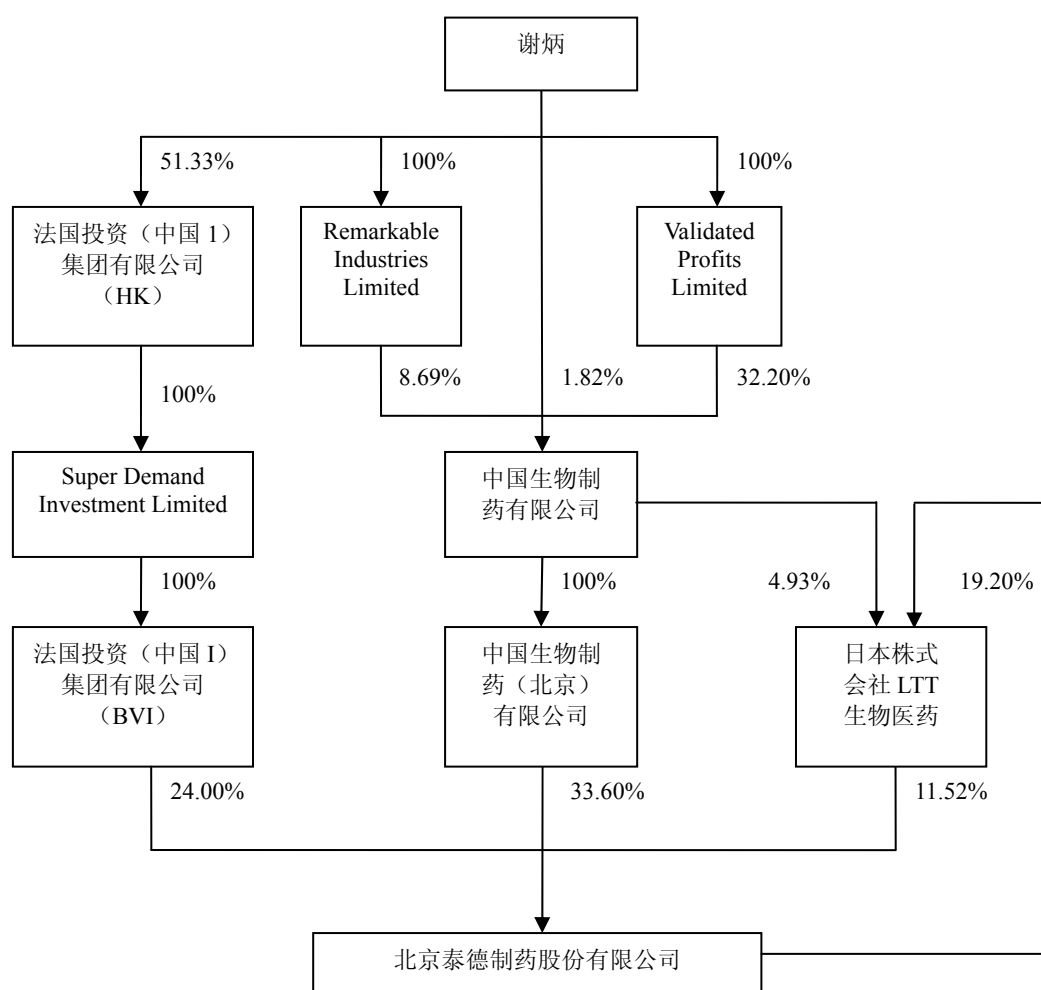 谢炳
51.33%
100%
100%
法国投资（中国 1）
集团有限公司
（HK）
Remarkable
Industries
Limited
Validated
Profits
Limited
100%
8.69%
1.82%
32.20%
Super Demand
Investment Limited
中国生物制
药有限公司
100%
100%
4.93%
19.20%
法国投资（中国 I）
集团有限公司
（BVI）
中国生物制
药（北京）
有限公司
日本株式
会社 LTT
生物医药
24.00%
33.60%
11.52%
北京泰德制药股份有限公司